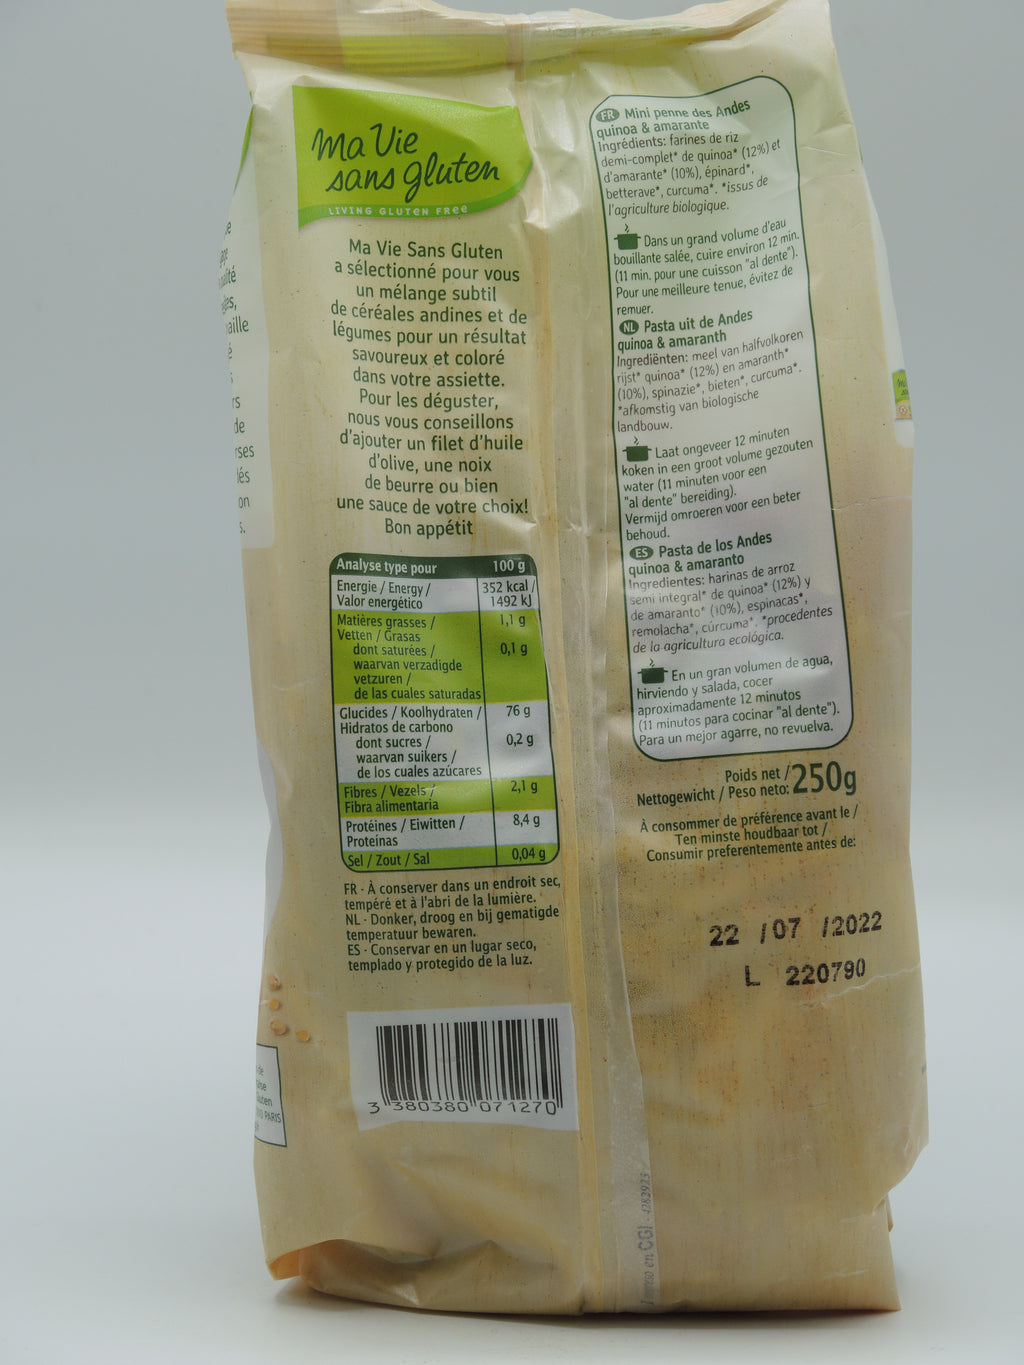 Ma Vie
sans gluten
LIVING GLUTEN FREE
Ma Vie Sans Gluten
a sélectionné pour vous
un mélange subtil
de céréales andines et de
légumes pour un résultat
savoureux et coloré
dans votre assiette.
Pour les déguster,
nous vous conseillons
d'ajouter un filet d'huile
d'olive, une noix
de beurre ou bien
une sauce de votre choix!
Bon appétit
Analyse type pour 100 g
Energie / Energy / 352 kcal /
Valor energético 1492 kJ
Matières grasses / 1,1 g
Vetten / Grasas
dont saturées / 0,1 g
waarvan verzadigde
vetzuren /
de las cuales saturadas
Glucides / Koolhydraten / 76 g
Hidratos de carbono
dont sucres / 0,2 g
waarvan suikers /
de los cuales azúcares
Fibres / Vezels / 2,1 g
Fibra alimentaria
Protéines / Eiwitten / 8,4 g
Proteínas
Sel / Zout / Sal 0,04 g
FR - À conserver dans un endroit sec,
tempéré et à l'abri de la lumière.
NL - Donker, droog en bij gematigde
temperatuur bewaren.
ES - Conservar en un lugar seco,
templado y protegido de la luz.
3 380380 071270
FR Mini penne des Andes
quinoa & amarante
Ingrédients: farines de riz
demi-complet* de quinoa* (12%) et
d'amarante* (10%), épinard*,
betterave*, curcuma*. *issus de
l'agriculture biologique.
Dans un grand volume d'eau
bouillante salée, cuire environ 12 min.
(11 min. pour une cuisson "al dente").
Pour une meilleure tenue, évitez de
remuer.
NL Pasta uit de Andes
quinoa & amaranth
Ingrediënten: meel van halfvolkoren
rijst* quinoa* (12%) en amaranth*
(10%), spinazie*, bieten*, curcuma*.
*afkomstig van biologische
landbouw.
Laat ongeveer 12 minuten
koken in een groot volume gezouten
water (11 minuten voor een
"al dente" bereiding).
Vermijd omroeren voor een beter
behoud.
ES Pasta de los Andes
quinoa & amaranto
Ingredientes: harinas de arroz
semi integral* de quinoa* (12%) y
de amaranto* (10%), espinacas*,
remolacha*, cúrcuma*. *procedentes
de la agricultura ecológica.
En un gran volumen de agua,
hirviendo y salada, cocer
aproximadamente 12 minutos
(11 minutos para cocinar "al dente").
Para un mejor agarre, no revuelva.
Poids net /
Nettogewicht / Peso neto: 250g
À consommer de préférence avant le /
Ten minste houdbaar tot /
Consumir preferentemente antes de:
22 /07 /2022
L 220790
en CGI - 4282923
PARIS